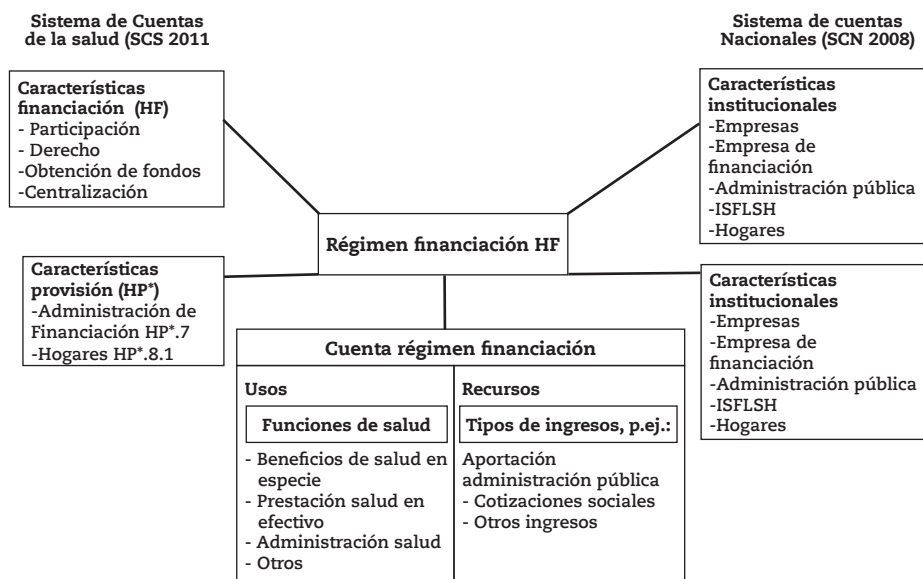 Sistema de Cuentas
de la salud (SCS 2011
Sistema de cuentas
Nacionales (SCN 2008)
Características
financiación (HF)
- Participación
- Derecho
-Obtención de fondos
-Centralización
Características
institucionales
-Empresas
-Empresa de
financiación
-Administración pública
-ISFLSH
-Hogares
Régimen financiación HF
Características
provisión (HP*)
-Administración de
Financiación HP*.7
-Hogares HP*.8.1
Características
institucionales
-Empresas
-Empresa de
financiación
-Administración pública
-ISFLSH
-Hogares
Cuenta régimen financiación
Usos
Funciones de salud
- Beneficios de salud en
especie
- Prestación salud en
efectivo
- Administración salud
- Otros
Recursos
Tipos de ingresos, p.ej.:
Aportación
administración pública
- Cotizaciones sociales
- Otros ingresos